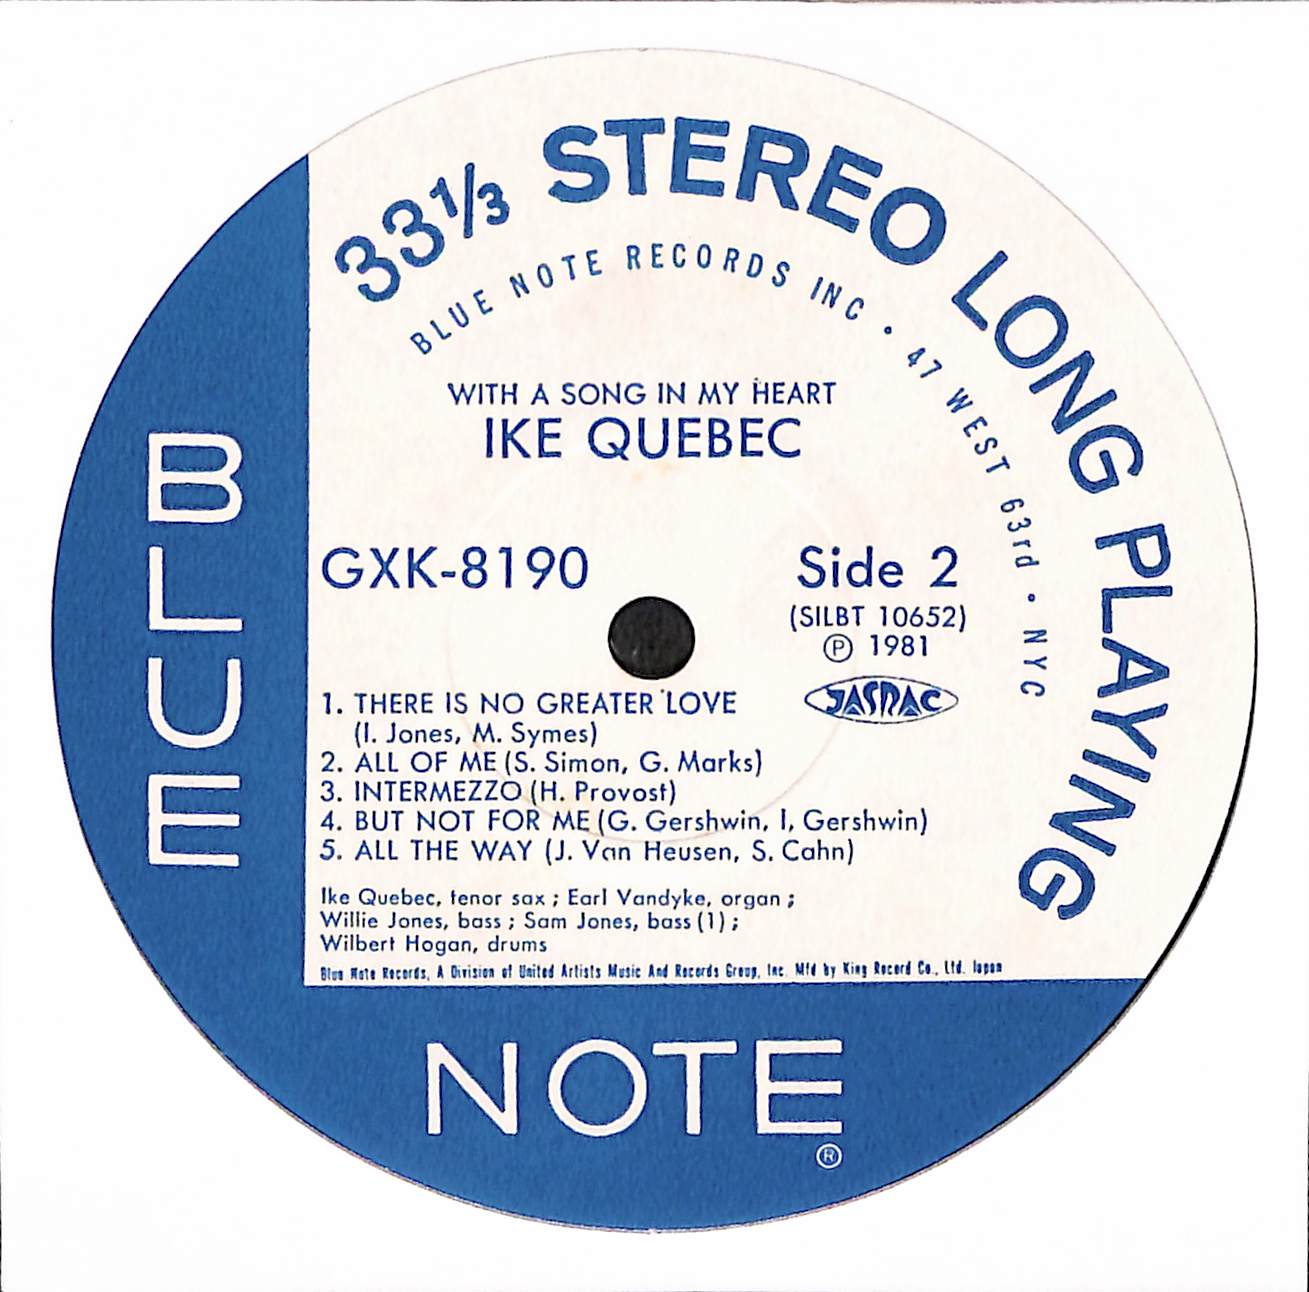 33⅓ STEREO LONG PLAYING
BLUE NOTE RECORDS INC • 47 WEST 63rd • NYC
WITH A SONG IN MY HEART
IKE QUEBEC
GXK-8190
Side 2
(SILBT 10652)
Ⓟ 1981
JASRAC
1. THERE IS NO GREATER LOVE
(I. Jones, M. Symes)
2. ALL OF ME (S. Simon, G. Marks)
3. INTERMEZZO (H. Provost)
4. BUT NOT FOR ME (G. Gershwin, I, Gershwin)
5. ALL THE WAY (J. Van Heusen, S. Cahn)
Ike Quebec, tenor sax ; Earl Vandyke, organ ;
Willie Jones, bass ; Sam Jones, bass (1) ;
Wilbert Hogan, drums
Blue Note Records, A Division of United Artists Music And Records Group, Inc. Mfd by King Record Co., Ltd. Japan
BLUE
NOTE
®